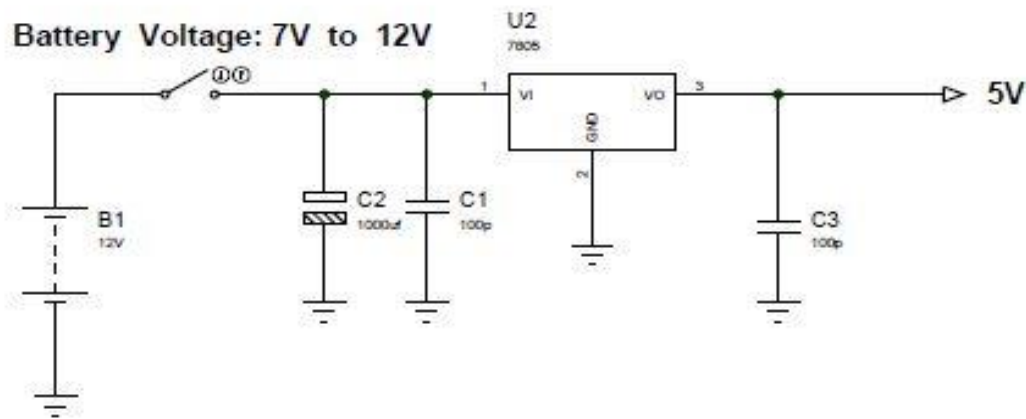 Battery Voltage: 7V to 12V
U2
7805
1
VI
VO
3
5V
GND
2
B1
12V
C2
1000uf
C1
100p
C3
100p